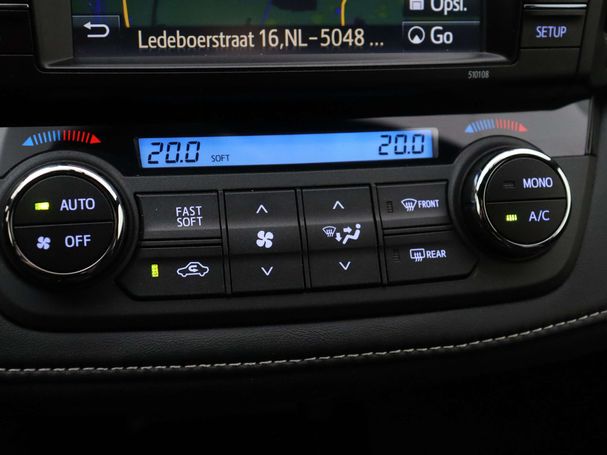 Opsl.
Ledeboerstraat 16,NL-5048 ...
Go
SETUP
510108
20.0 SOFT 20.0
AUTO
OFF
FAST
SOFT
FRONT
REAR
MONO
A/C